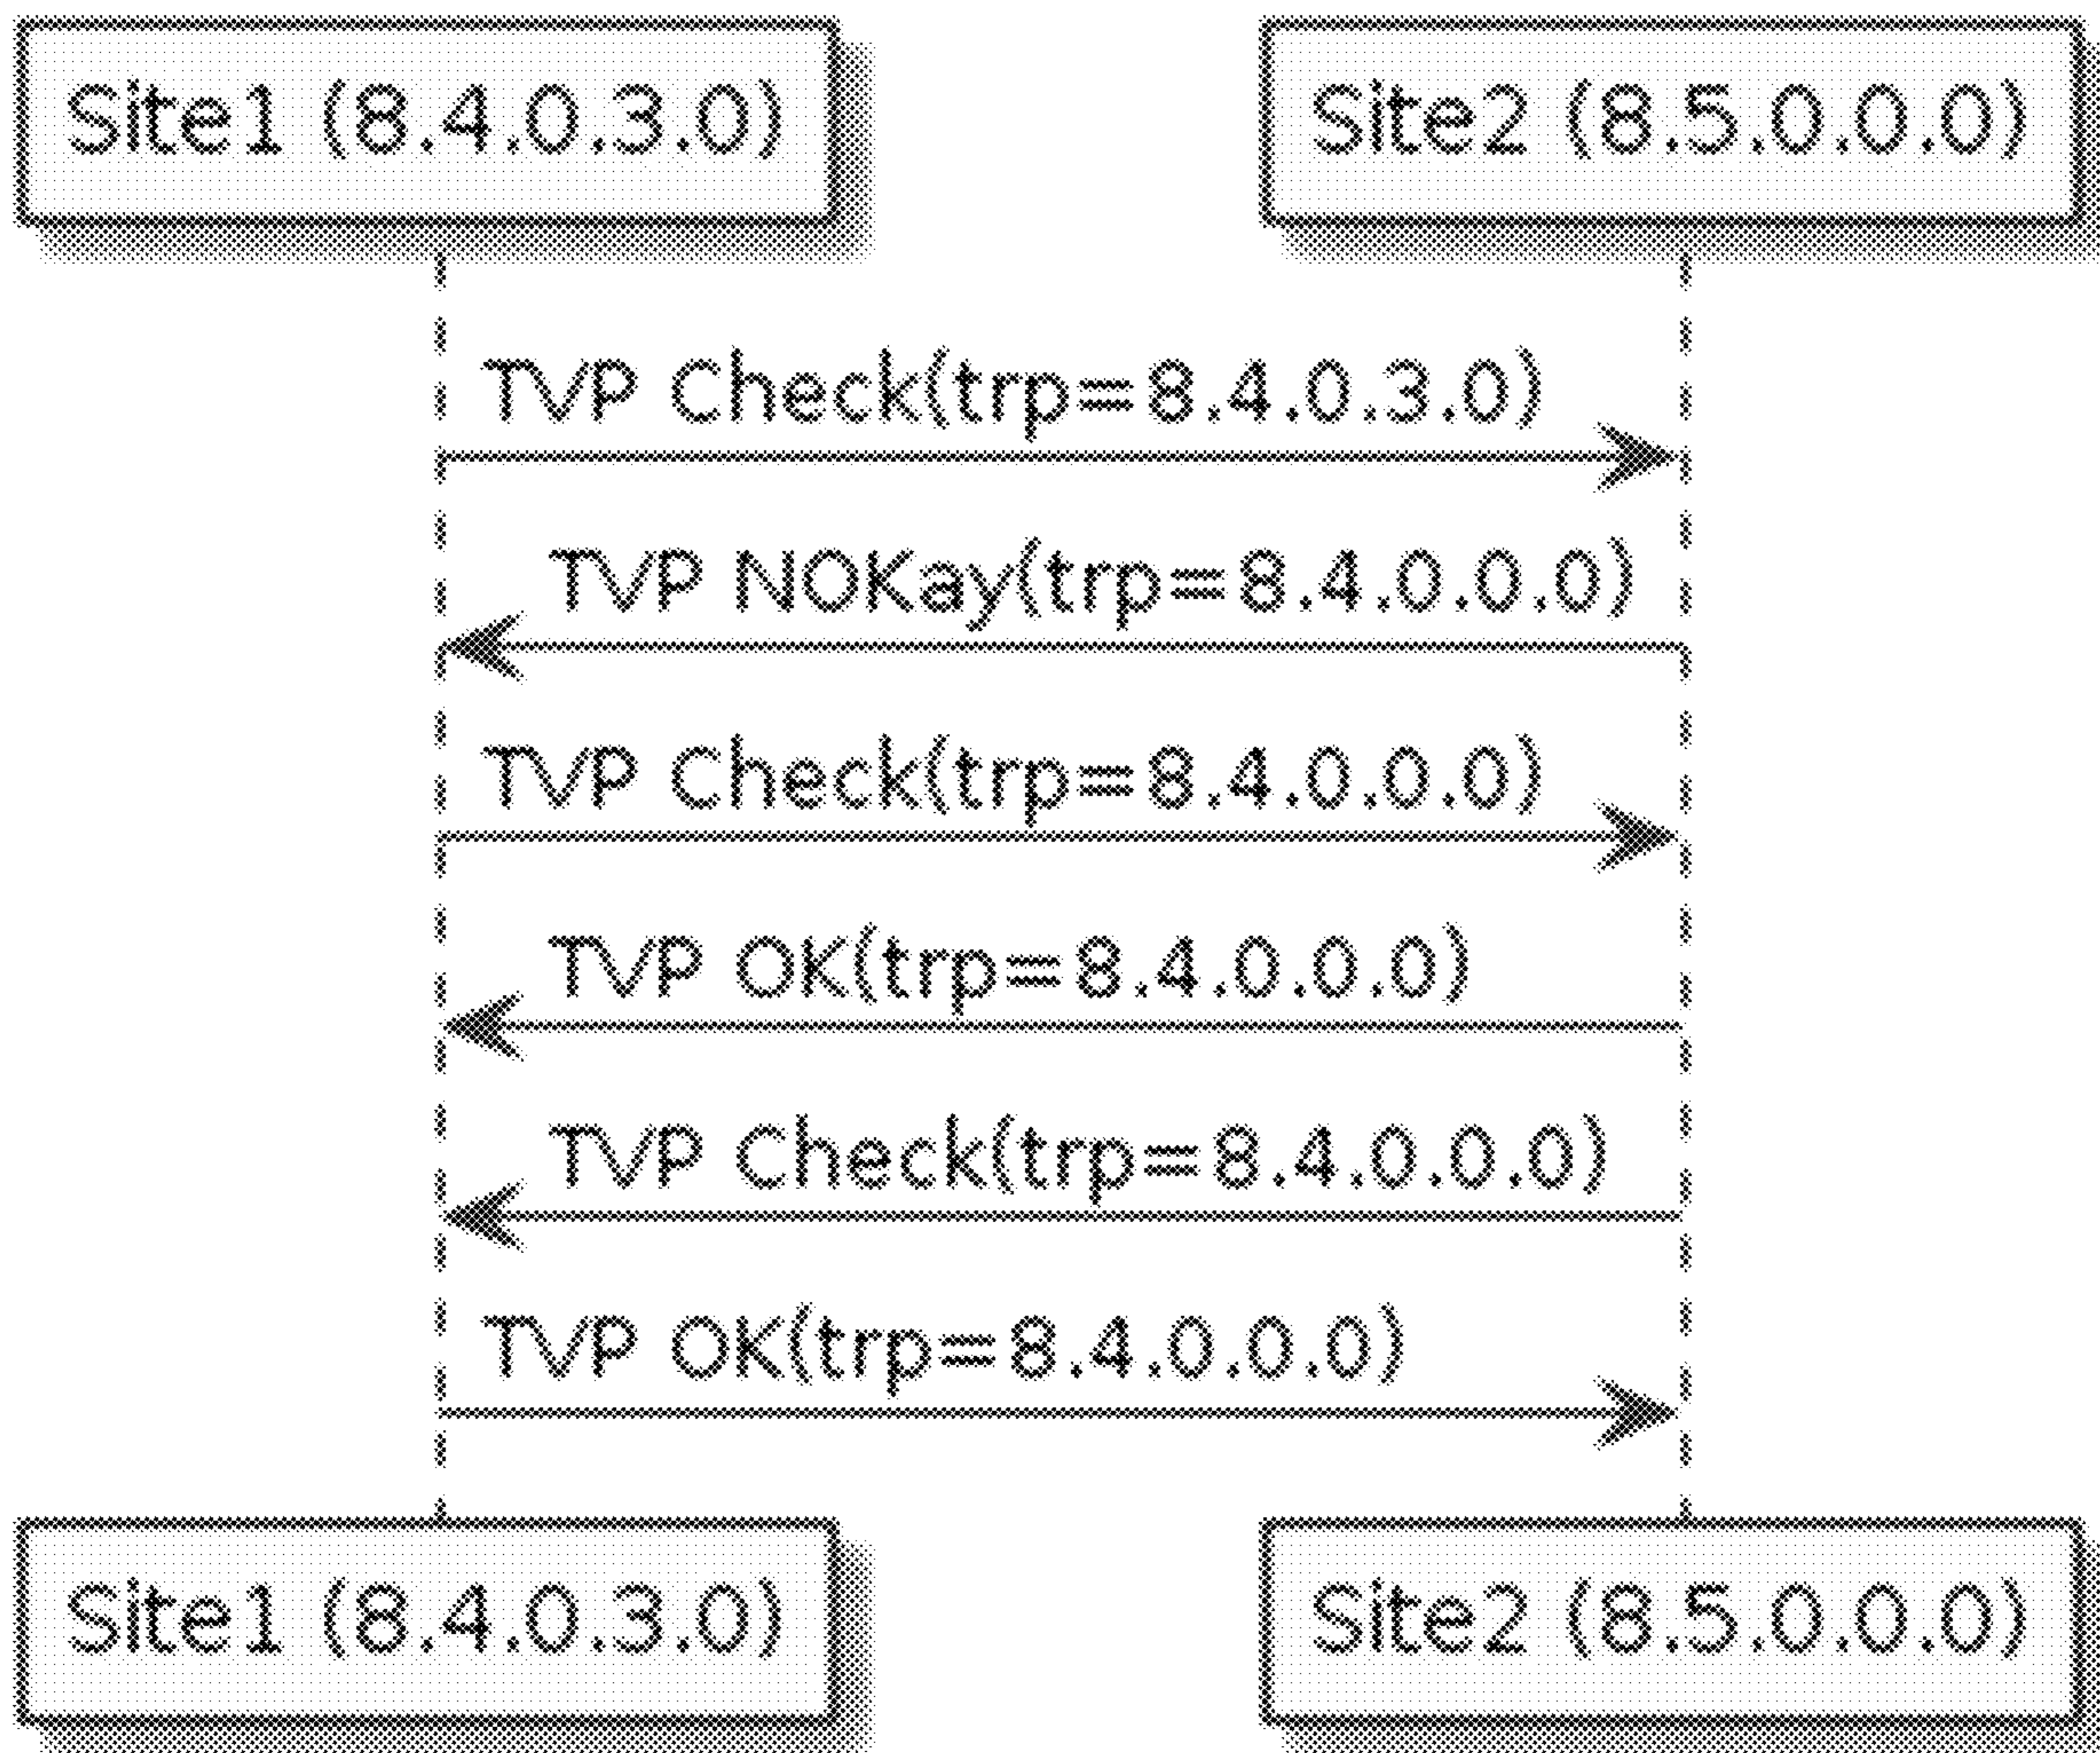 Site1 (8.4.0.3.0)
Site2 (8.5.0.0.0)
TVP Check(trp=8.4.0.3.0)
TVP NOKay(trp=8.4.0.0.0)
TVP Check(trp=8.4.0.0.0)
TVP OK(trp=8.4.0.0.0)
TVP Check(trp=8.4.0.0.0)
TVP OK(trp=8.4.0.0.0)
Site1 (8.4.0.3.0)
Site2 (8.5.0.0.0)